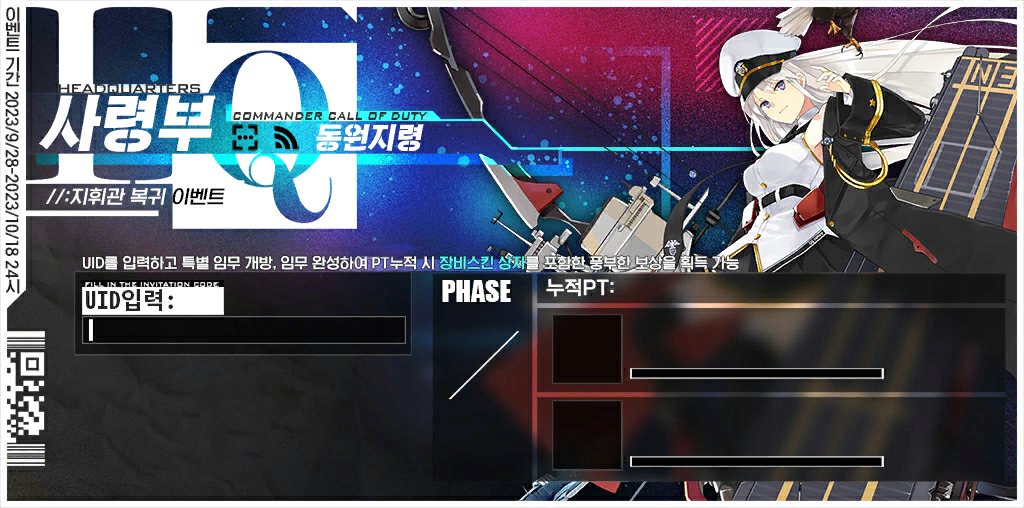 이벤트 기간 2023/9/28-2023/10/18 24시
HQ
HEADQUARTERS
사령부
COMMANDER CALL OF DUTY
동원지령
//:지휘관 복귀 이벤트
UID를 입력하고 특별 임무 개방, 임무 완성하여 PT누적 시 장비스킨 상자를 포함한 풍부한 보상을 획득 가능
FILL IN THE INVITATION CODE
UID입력:
PHASE
누적PT:
EN